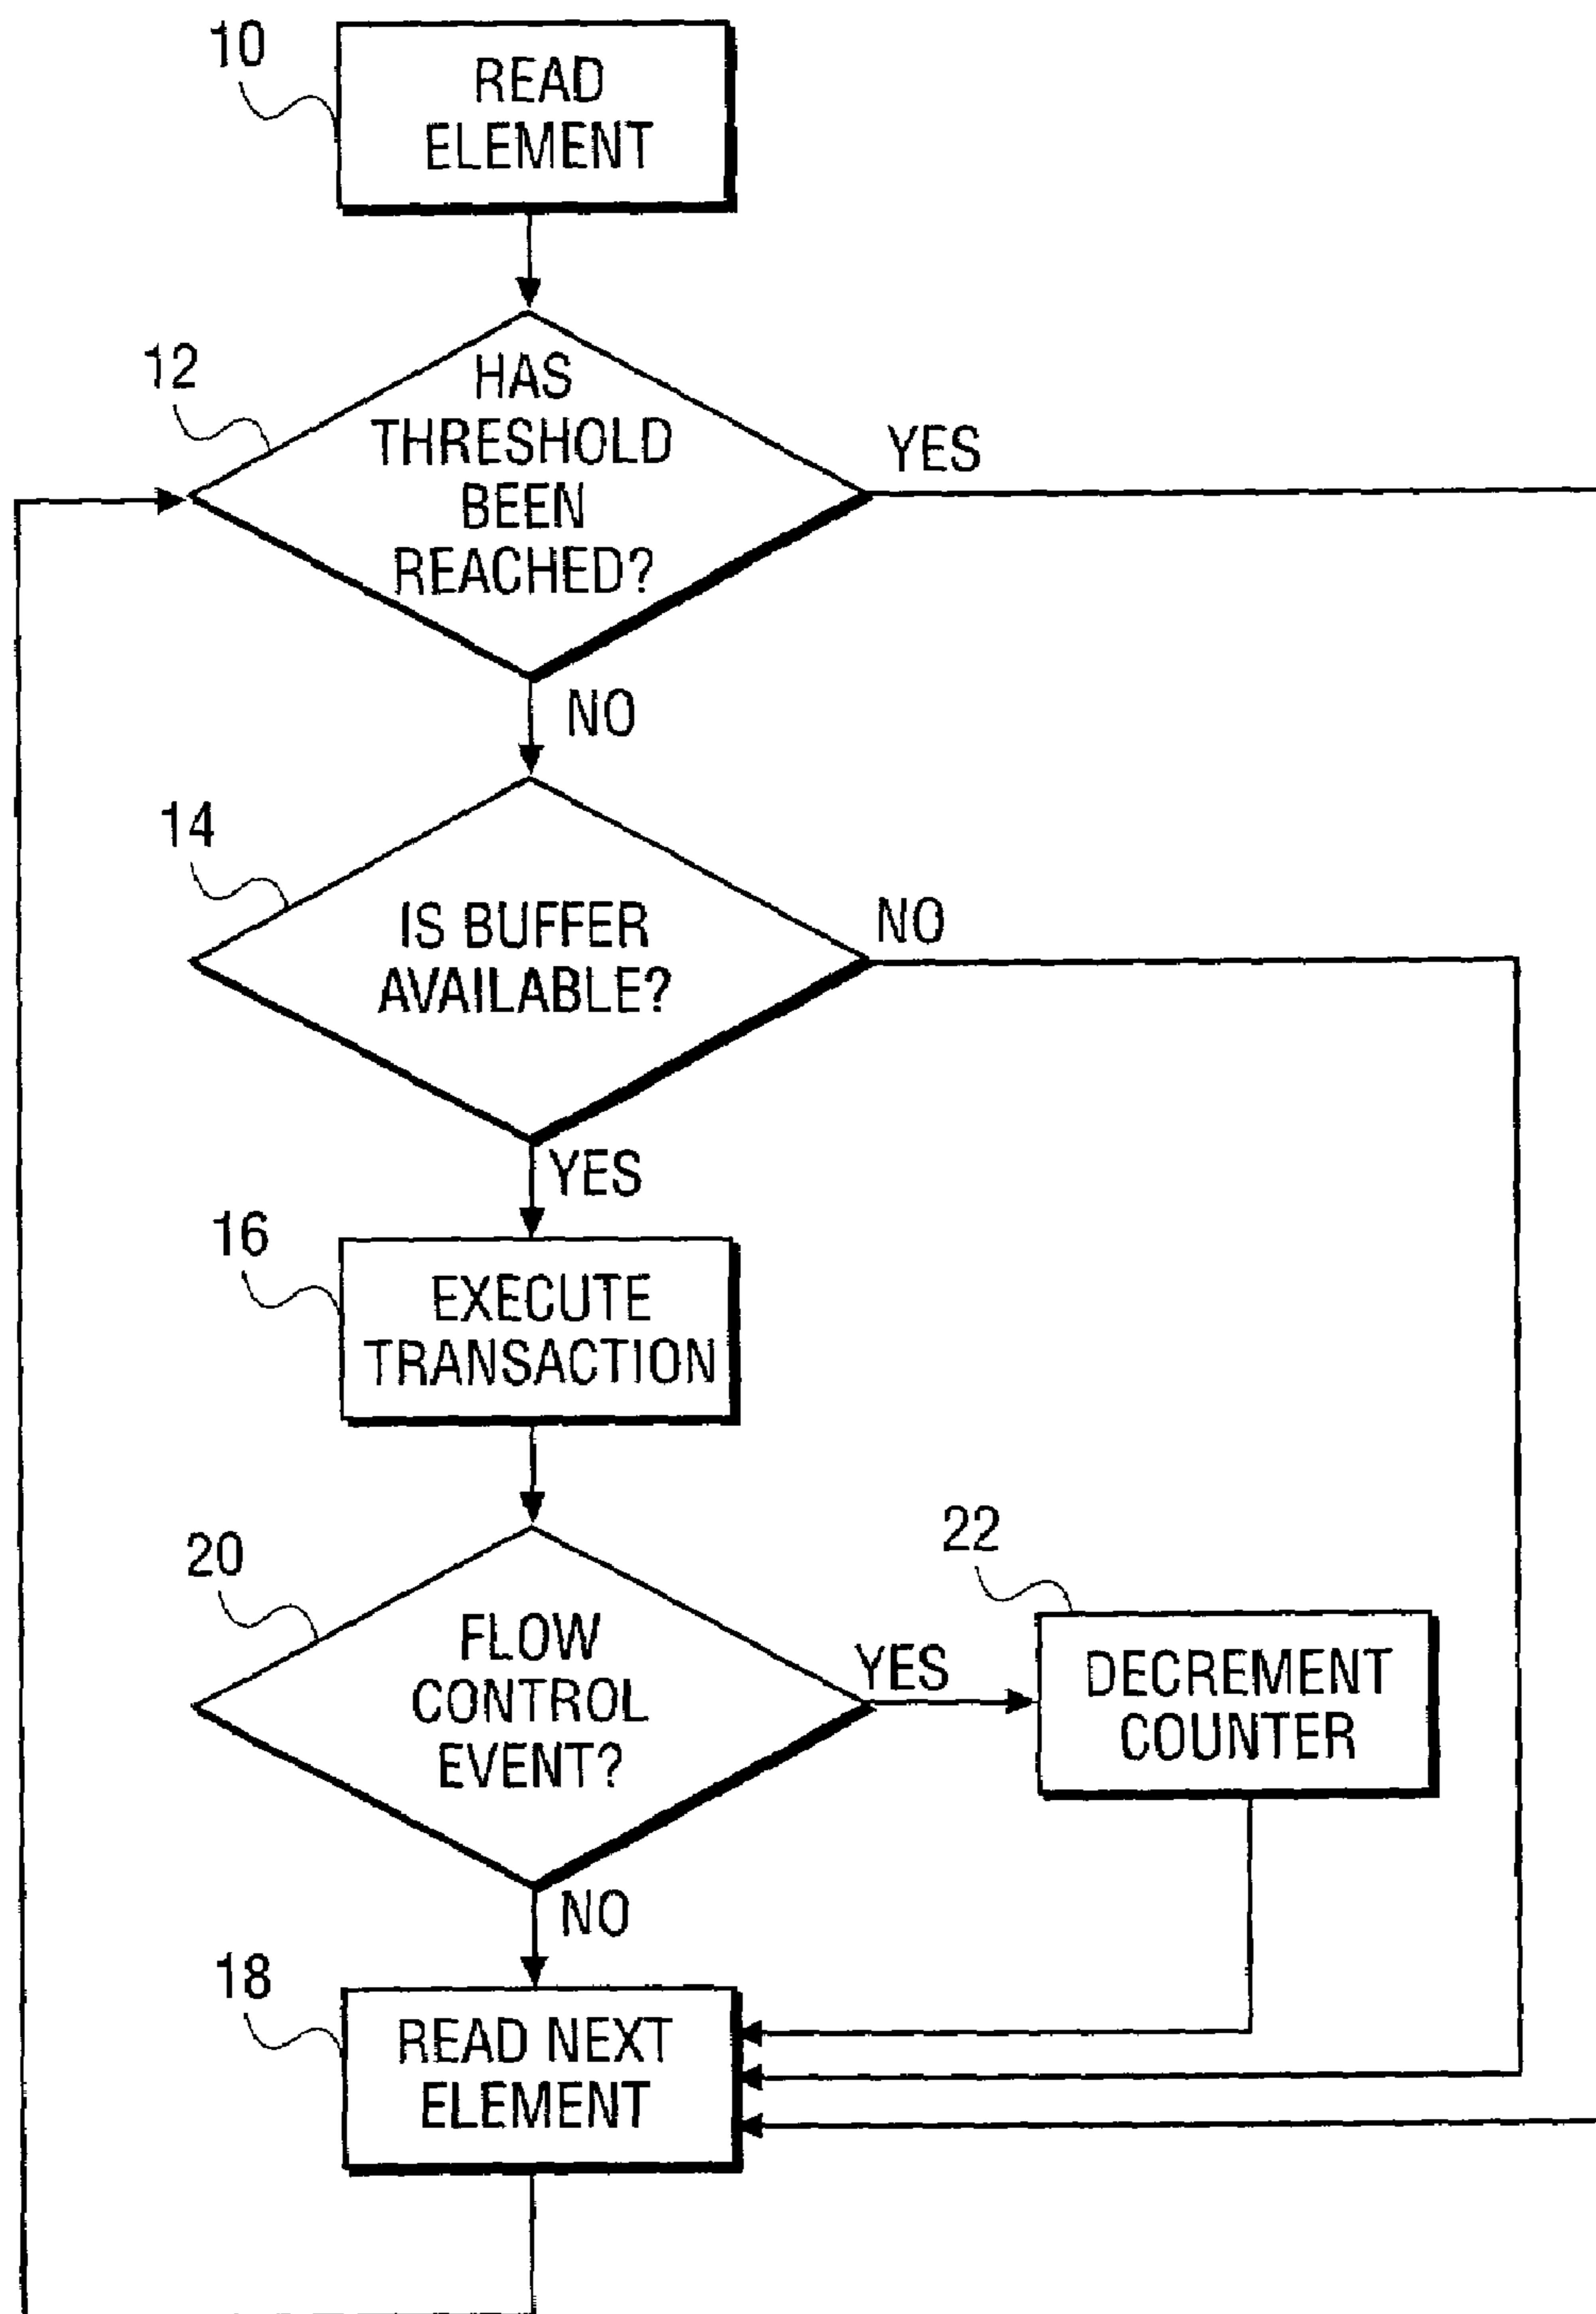 10
READ
ELEMENT
12
HAS
THRESHOLD
BEEN
REACHED?
YES
NO
14
IS BUFFER
AVAILABLE?
NO
YES
16
EXECUTE
TRANSACTION
20
FLOW
CONTROL
EVENT?
YES
22
DECREMENT
COUNTER
NO
18
READ NEXT
ELEMENT